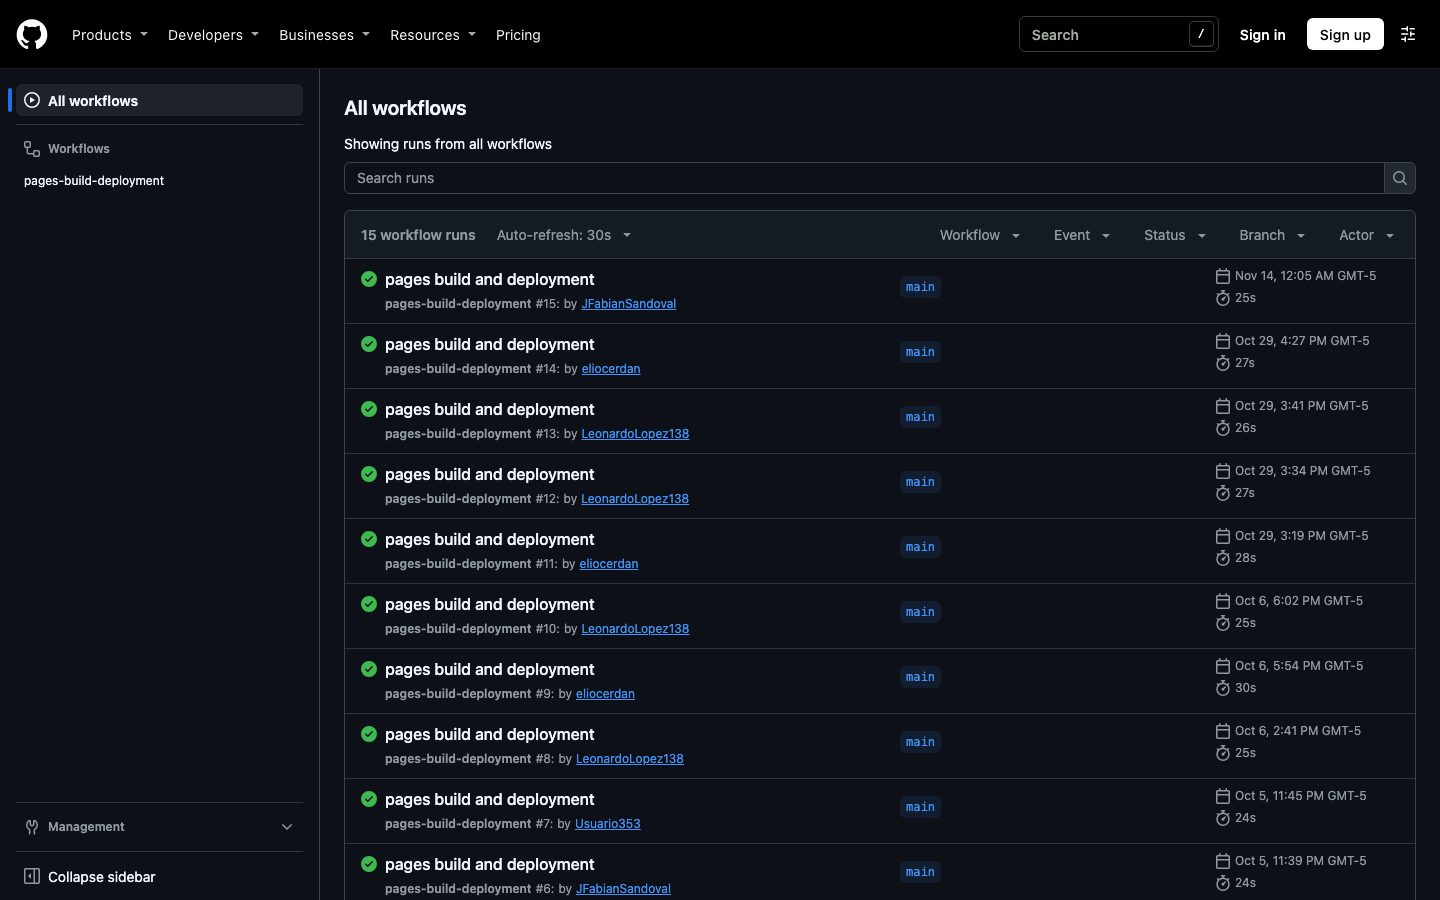 Products Developers Businesses Resources Pricing Search / Sign in Sign up
All workflows
Workflows
pages-build-deployment
Management
Collapse sidebar
All workflows
Showing runs from all workflows
Search runs
15 workflow runs Auto-refresh: 30s Workflow Event Status Branch Actor
pages build and deployment main Nov 14, 12:05 AM GMT-5
pages-build-deployment #15: by JFabianSandoval 25s
pages build and deployment main Oct 29, 4:27 PM GMT-5
pages-build-deployment #14: by eliocerdan 27s
pages build and deployment main Oct 29, 3:41 PM GMT-5
pages-build-deployment #13: by LeonardoLopez138 26s
pages build and deployment main Oct 29, 3:34 PM GMT-5
pages-build-deployment #12: by LeonardoLopez138 27s
pages build and deployment main Oct 29, 3:19 PM GMT-5
pages-build-deployment #11: by eliocerdan 28s
pages build and deployment main Oct 6, 6:02 PM GMT-5
pages-build-deployment #10: by LeonardoLopez138 25s
pages build and deployment main Oct 6, 5:54 PM GMT-5
pages-build-deployment #9: by eliocerdan 30s
pages build and deployment main Oct 6, 2:41 PM GMT-5
pages-build-deployment #8: by LeonardoLopez138 25s
pages build and deployment main Oct 5, 11:45 PM GMT-5
pages-build-deployment #7: by Usuario353 24s
pages build and deployment main Oct 5, 11:39 PM GMT-5
pages-build-deployment #6: by JFabianSandoval 24s